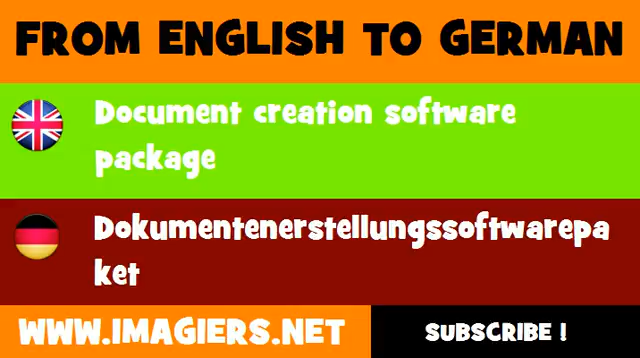 FROM ENGLISH TO GERMAN
Document creation software
package
Dokumentenerstellungssoftwarepa
ket
WWW.IMAGIERS.NET
SUBSCRIBE !